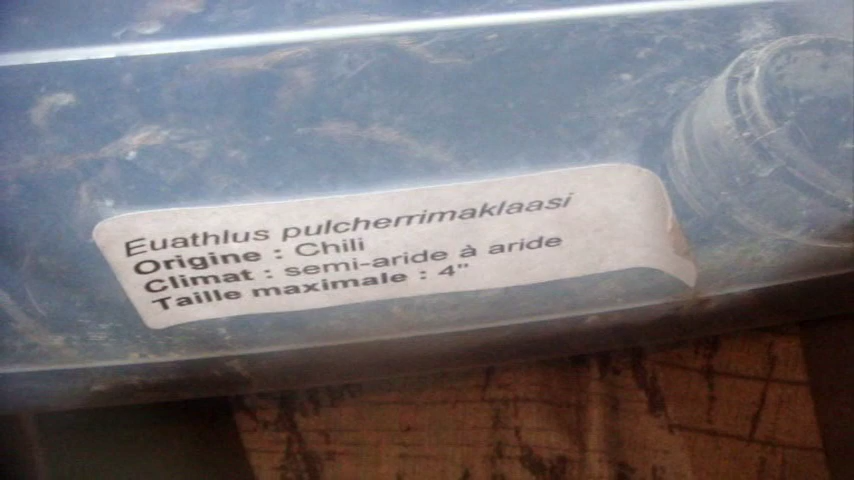 Euathlus pulcherrimaklaasi
Origine : Chili
Climat : semi-aride à aride
Taille maximale : 4"